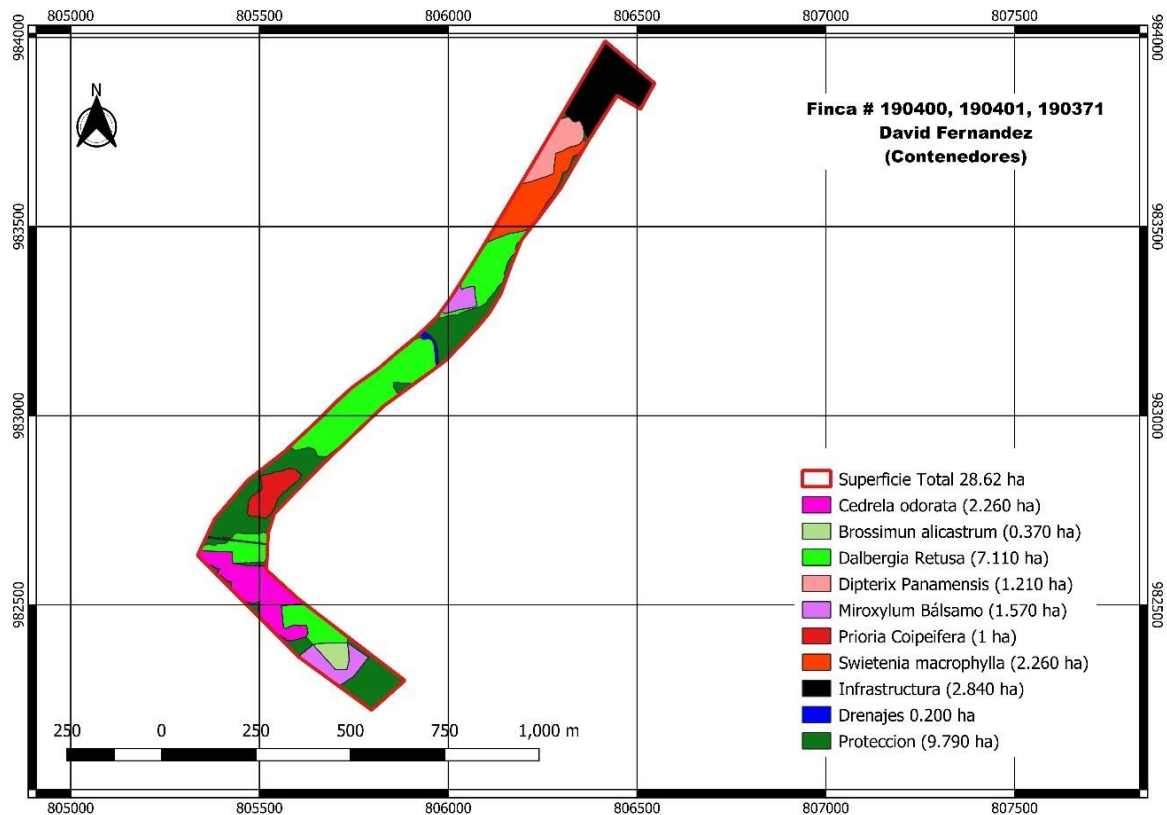 805000 805500 806000 806500 807000 807500
984000 984000
N
Finca # 190400, 190401, 190371
David Fernandez
(Contenedores)
983500 983500
983000 983000
Superficie Total 28.62 ha
Cedrela odorata (2.260 ha)
Brossimun alicastrum (0.370 ha)
Dalbergia Retusa (7.110 ha)
Dipterix Panamensis (1.210 ha)
Miroxylum Bálsamo (1.570 ha)
Prioria Coipeifera (1 ha)
Swietenia macrophylla (2.260 ha)
Infrastructura (2.840 ha)
Drenajes 0.200 ha
Proteccion (9.790 ha)
982500 982500
250 0 250 500 750 1,000 m
805000 805500 806000 806500 807000 807500